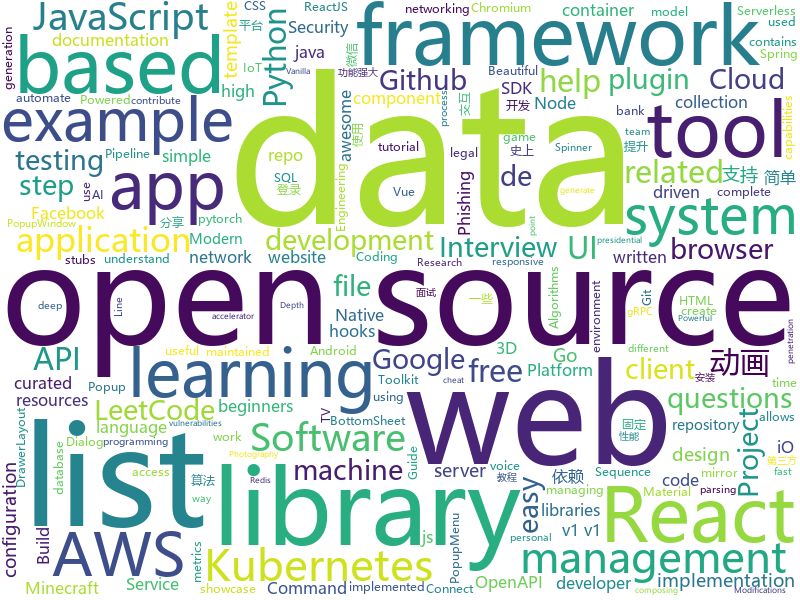 JavaScript
documentation
networking
Chromium
ReactJS
CSS
平台
Serverless
model
used
generation
template
Python
Security
container
java
IoT
微信
功能强大
contains
Spring
Beautiful
framework
based
automate
Powered
contribute
component
Github
plugin
Cloud
help
SDK
开发
Node
collection
process
交互
high
example
awesome
使用
game
史上
team
提升
bank
capabilities
testing
simple
repo
tutorial
Engineering
tool
app
Pipeline
SQL
登录
AI
use
data
de
related
支持
简单
legal
Phishing
step
Facebook
Vue
Spinner
generate
driven
complete
system
PopupWindow
分享
pytorch
application
development
Interview
UI
browser
Modern
stubs
understand
network
website
Coding
Research
responsive
point
presidential
written
open source
file
Native
hooks
deep
Line
accelerator
Depth
面试
一些
Algorithms
environment
Git
gRPC
Powerful
HTML
create
动画
penetration
API
useful
maintained
Android
different
安装
learning
Google
free
3D
Go
Platform
client
curated
resources
Popup
Toolkit
cheat
TV
BottomSheet
using
time
allows
LeetCode
beginners
questions
web
list
DrawerLayout
Dialog
language
programming
vulnerabilities
work
repository
Software
Guide
server
easy
Project
iO
design
固定
性能
database
access
算法
Photography
library
machine
voice
Sequence
依赖
code
managing
Material
parsing
mirror
第三方
fast
configuration
AWS
way
Redis
js
libraries
v1 v1
教程
personal
React
Build
Kubernetes
management
Service
metrics
showcase
Minecraft
Command
implemented
Connect
PopupMenu
OpenAPI
developer
implementation
composing
Modifications